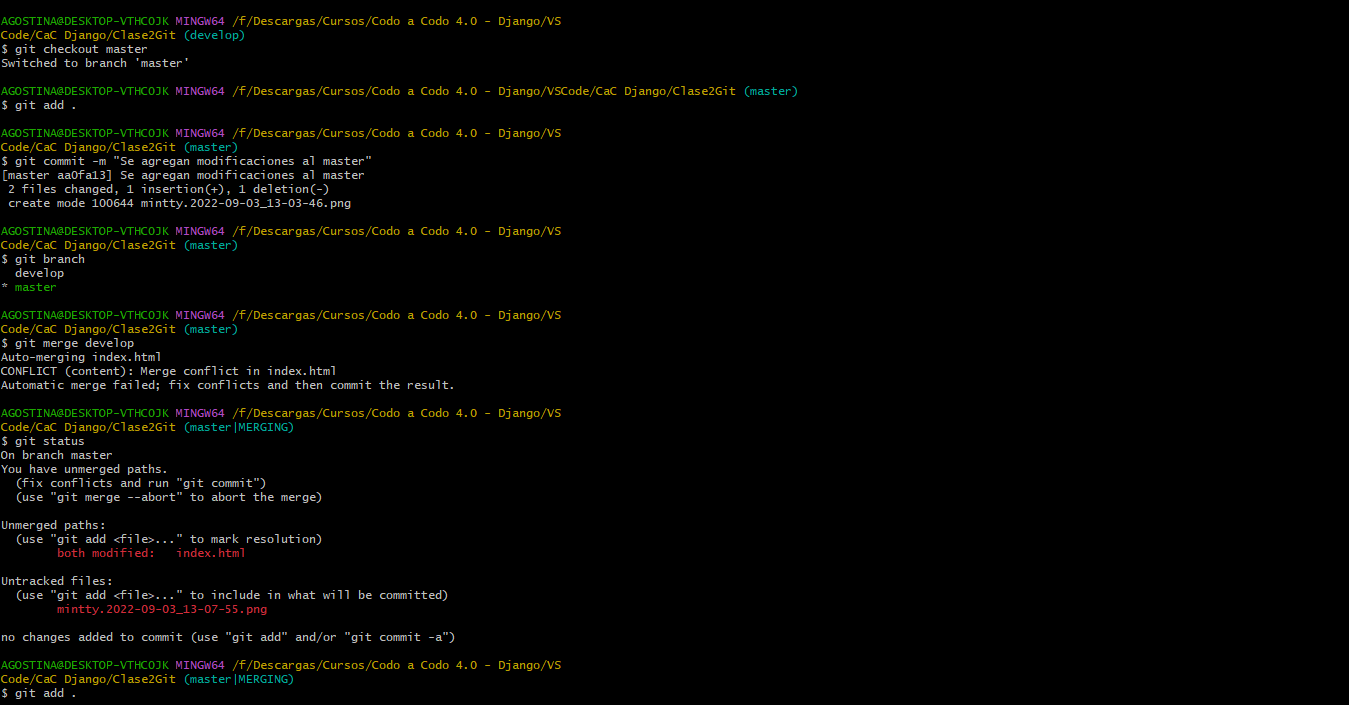 AGOSTINA@DESKTOP-VTHCOJK MINGW64 /f/Descargas/Cursos/Codo a Codo 4.0 - Django/VS
Code/CaC Django/Clase2Git (develop)
$ git checkout master
Switched to branch 'master'
AGOSTINA@DESKTOP-VTHCOJK MINGW64 /f/Descargas/Cursos/Codo a Codo 4.0 - Django/VSCode/CaC Django/Clase2Git (master)
$ git add .
AGOSTINA@DESKTOP-VTHCOJK MINGW64 /f/Descargas/Cursos/Codo a Codo 4.0 - Django/VS
Code/CaC Django/Clase2Git (master)
$ git commit -m "Se agregan modificaciones al master"
[master aa0fa13] Se agregan modificaciones al master
 2 files changed, 1 insertion(+), 1 deletion(-)
 create mode 100644 mintty.2022-09-03_13-03-46.png
AGOSTINA@DESKTOP-VTHCOJK MINGW64 /f/Descargas/Cursos/Codo a Codo 4.0 - Django/VS
Code/CaC Django/Clase2Git (master)
$ git branch
  develop
* master
AGOSTINA@DESKTOP-VTHCOJK MINGW64 /f/Descargas/Cursos/Codo a Codo 4.0 - Django/VS
Code/CaC Django/Clase2Git (master)
$ git merge develop
Auto-merging index.html
CONFLICT (content): Merge conflict in index.html
Automatic merge failed; fix conflicts and then commit the result.
AGOSTINA@DESKTOP-VTHCOJK MINGW64 /f/Descargas/Cursos/Codo a Codo 4.0 - Django/VS
Code/CaC Django/Clase2Git (master|MERGING)
$ git status
On branch master
You have unmerged paths.
  (fix conflicts and run "git commit")
  (use "git merge --abort" to abort the merge)
Unmerged paths:
  (use "git add <file>..." to mark resolution)
        both modified:   index.html
Untracked files:
  (use "git add <file>..." to include in what will be committed)
        mintty.2022-09-03_13-07-55.png
no changes added to commit (use "git add" and/or "git commit -a")
AGOSTINA@DESKTOP-VTHCOJK MINGW64 /f/Descargas/Cursos/Codo a Codo 4.0 - Django/VS
Code/CaC Django/Clase2Git (master|MERGING)
$ git add .